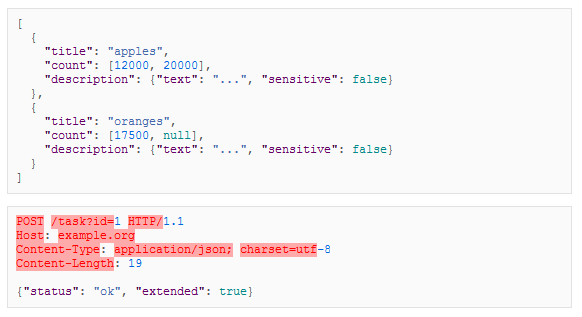 [
  {
    "title": "apples",
    "count": [12000, 20000],
    "description": {"text": "...", "sensitive": false}
  },
  {
    "title": "oranges",
    "count": [17500, null],
    "description": {"text": "...", "sensitive": false}
  }
]
POST /task?id=1 HTTP/1.1
Host: example.org
Content-Type: application/json; charset=utf-8
Content-Length: 19

{"status": "ok", "extended": true}